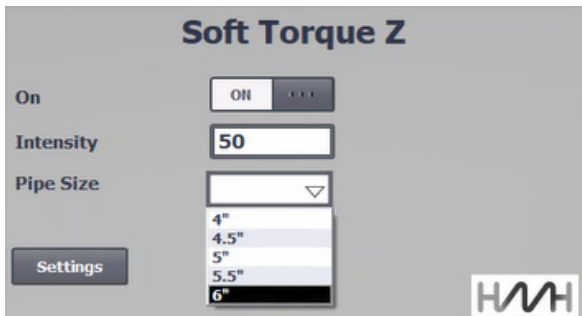 Soft Torque Z
On
ON
Intensity
50
Pipe Size
4"
4.5"
5"
5.5"
6"
Settings
HMH